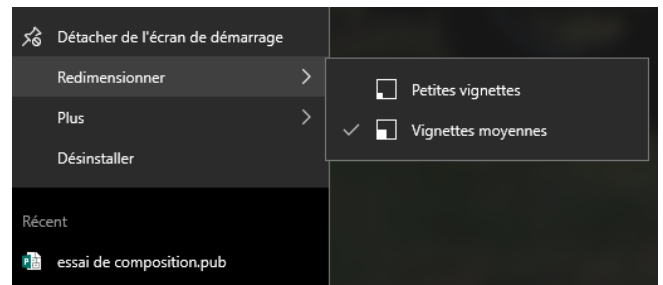 Détacher de l'écran de démarrage
Redimensionner
Petites vignettes
Plus
Vignettes moyennes
Désinstaller
Récent
essai de composition.pub